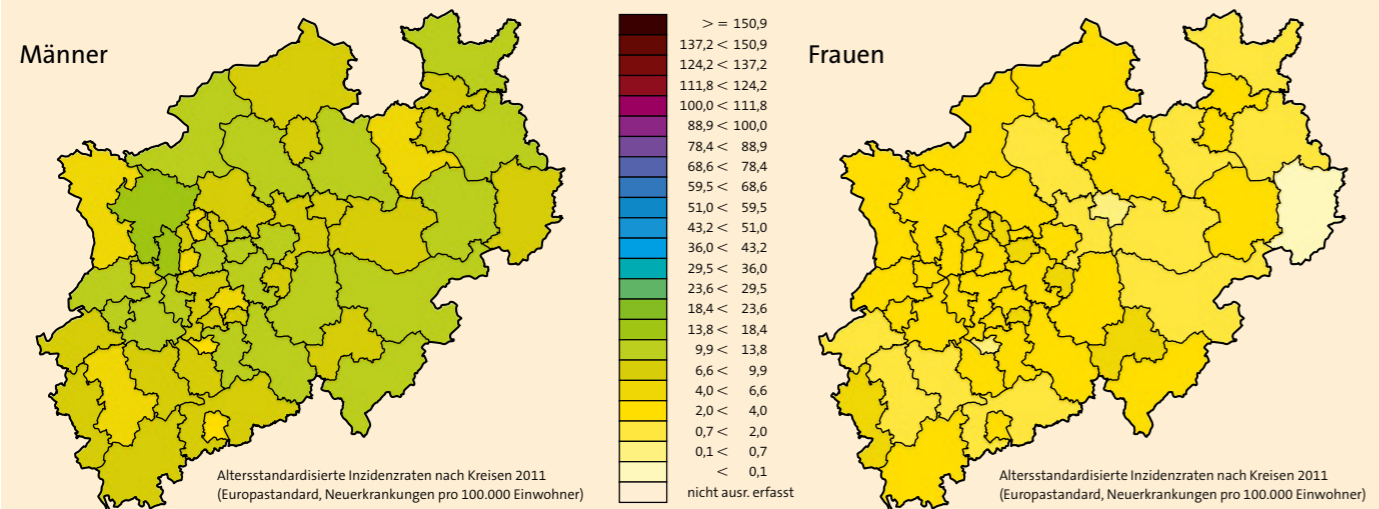 Männer
> = 150,9
137,2 < 150,9
124,2 < 137,2
111,8 < 124,2
100,0 < 111,8
88,9 < 100,0
78,4 < 88,9
68,6 < 78,4
59,5 < 68,6
51,0 < 59,5
43,2 < 51,0
36,0 < 43,2
29,5 < 36,0
23,6 < 29,5
18,4 < 23,6
13,8 < 18,4
9,9 < 13,8
6,6 < 9,9
4,0 < 6,6
2,0 < 4,0
0,7 < 2,0
0,1 < 0,7
< 0,1
nicht ausr. erfasst
Altersstandardisierte Inzidenzraten nach Kreisen 2011
(Europastandard, Neuerkrankungen pro 100.000 Einwohner)
Frauen
Altersstandardisierte Inzidenzraten nach Kreisen 2011
(Europastandard, Neuerkrankungen pro 100.000 Einwohner)